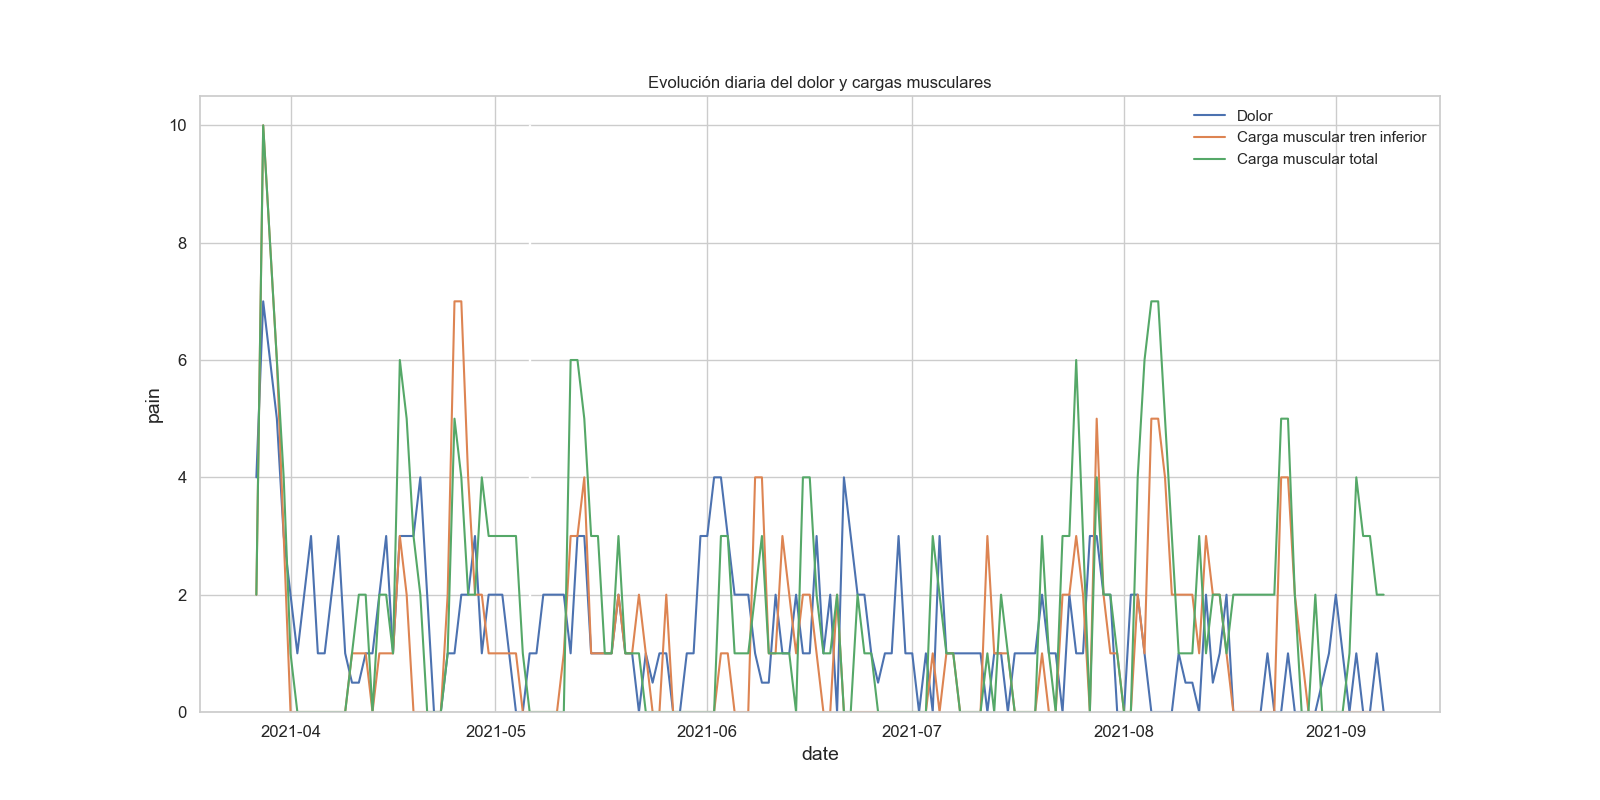 Evolución diaria del dolor y cargas musculares
Dolor
Carga muscular tren inferior
Carga muscular total
pain
10
8
6
4
2
0
2021-04
2021-05
2021-06
2021-07
2021-08
2021-09
date